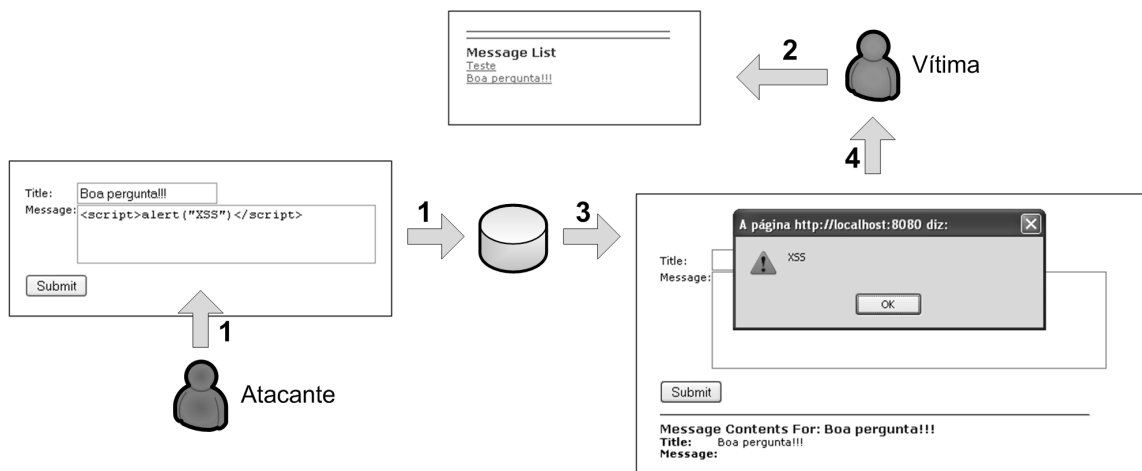 Message List
Teste
Boa pergunta!!!
2
Vítima
4
Title: Boa pergunta!!!
Message: <script>alert("XSS")</script>
Submit
1
Atacante
1
3
A página http://localhost:8080 diz:
XSS
OK
Title:
Message:
Submit
Message Contents For: Boa pergunta!!!
Title: Boa pergunta!!!
Message: